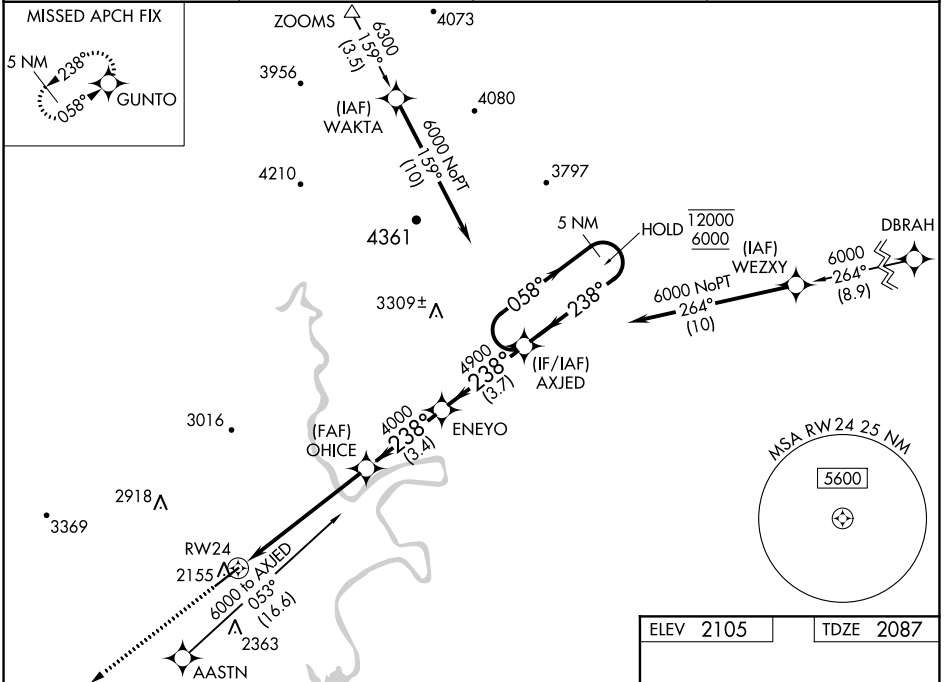 MISSED APCH FIX
5 NM
238°
058°
GUNTO
ZOOMS
6300
159°
(3.5)
4073
3956
(IAF)
WAKTA
4080
6000 NoPT
159°
(10)
4210
3797
4361
5 NM
HOLD
12000
6000
DBRAH
(IAF)
WEZXY
6000
264°
(8.9)
6000 NoPT
264°
(10)
058°
238°
3309±
(IF/IAF)
AXJED
4900
238°
(3.7)
ENEYO
4000
238°
(3.4)
3016
(FAF)
OHICE
MSA RW 24 25 NM
5600
2918
3369
RW24
2155
6000 to AXJED
053°
(16.6)
2363
AASTN
ELEV 2105
TDZE 2087